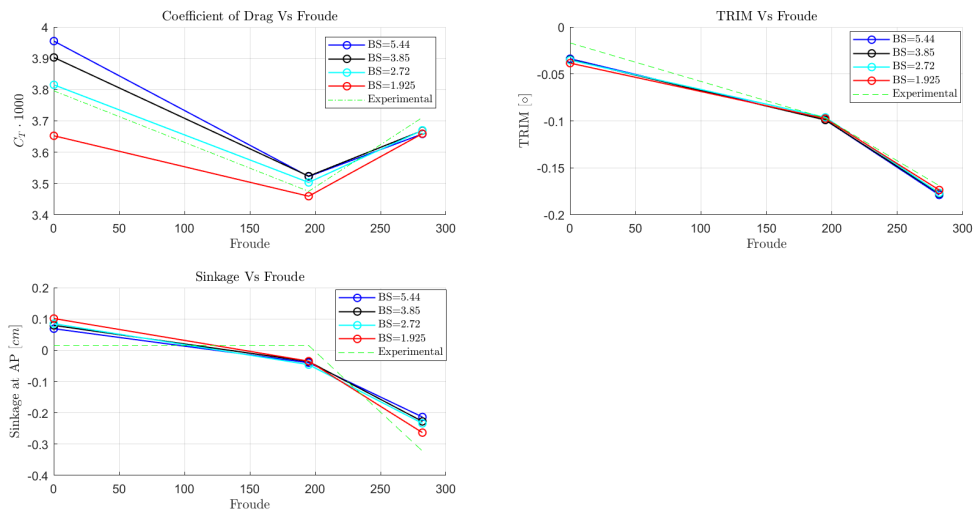 Coefficient of Drag Vs Froude
4
3.9
3.8
3.7
3.6
3.5
3.4
C_T · 1000
0 50 100 150 200 250 300
Froude
BS=5.44
BS=3.85
BS=2.72
BS=1.925
Experimental
TRIM Vs Froude
0
-0.05
-0.1
-0.15
-0.2
TRIM [∘]
0 50 100 150 200 250 300
Froude
BS=5.44
BS=3.85
BS=2.72
BS=1.925
Experimental
Sinkage Vs Froude
0.2
0.1
0
-0.1
-0.2
-0.3
-0.4
Sinkage at AP [cm]
0 50 100 150 200 250 300
Froude
BS=5.44
BS=3.85
BS=2.72
BS=1.925
Experimental